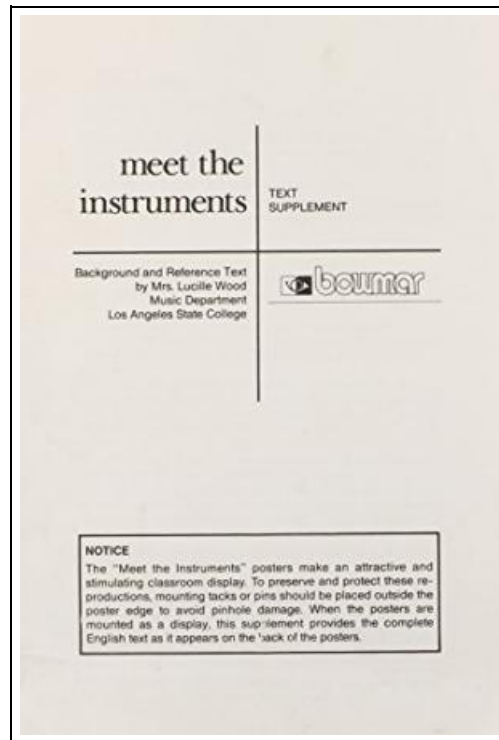 meet the
instruments
TEXT
SUPPLEMENT
Background and Reference Text
by Mrs. Lucille Wood
Music Department
Los Angeles State College
bowmar
NOTICE
The "Meet the Instruments" posters make an attractive and
stimulating classroom display. To preserve and protect these re-
productions, mounting tacks or pins should be placed outside the
poster edge to avoid pinhole damage. When the posters are
mounted as a display, this supplement provides the complete
English text as it appears on the back of the posters.